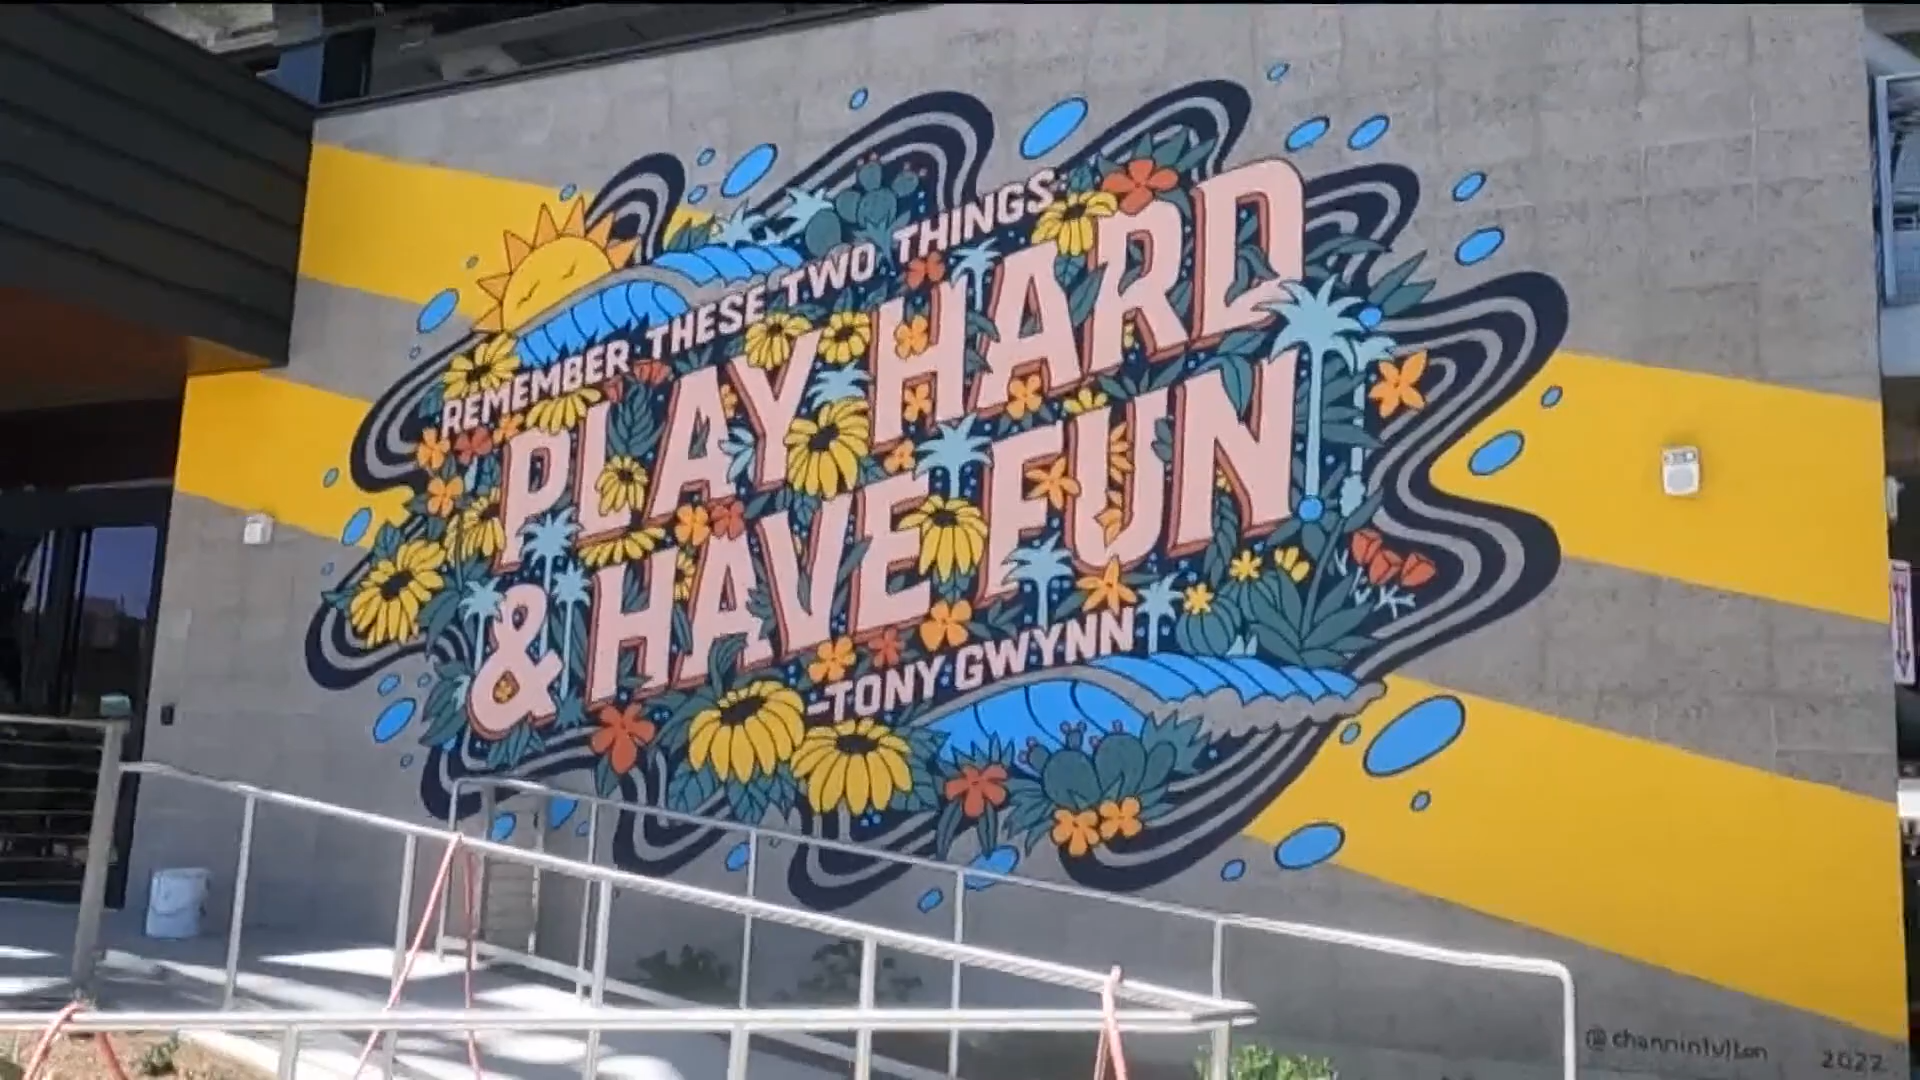 REMEMBER THESE TWO THINGS:
PLAY HARD
& HAVE FUN
-TONY GWYNN
@channinfulton
2022